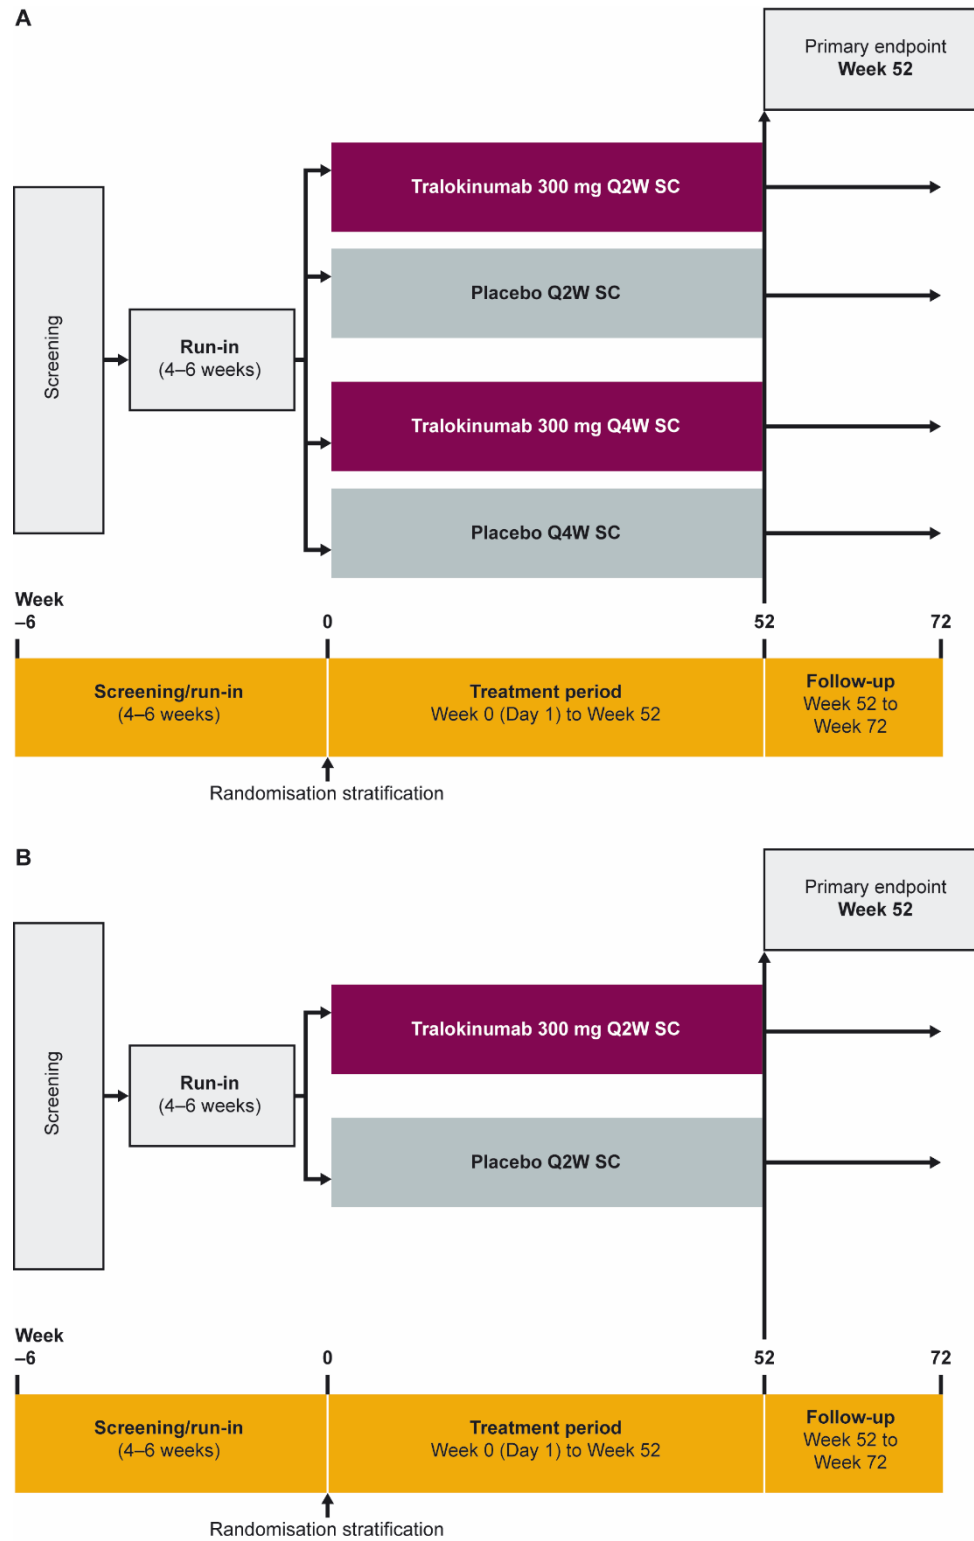 A
Primary endpoint
Week 52
Tralokinumab 300 mg Q2W SC
Placebo Q2W SC
Screening
Run-in
(4–6 weeks)
Tralokinumab 300 mg Q4W SC
Placebo Q4W SC
Week
–6 0 52 72
Screening/run-in
(4–6 weeks)
Treatment period
Week 0 (Day 1) to Week 52
Follow-up
Week 52 to
Week 72
Randomisation stratification
B
Primary endpoint
Week 52
Tralokinumab 300 mg Q2W SC
Screening
Run-in
(4–6 weeks)
Placebo Q2W SC
Week
–6 0 52 72
Screening/run-in
(4–6 weeks)
Treatment period
Week 0 (Day 1) to Week 52
Follow-up
Week 52 to
Week 72
Randomisation stratification